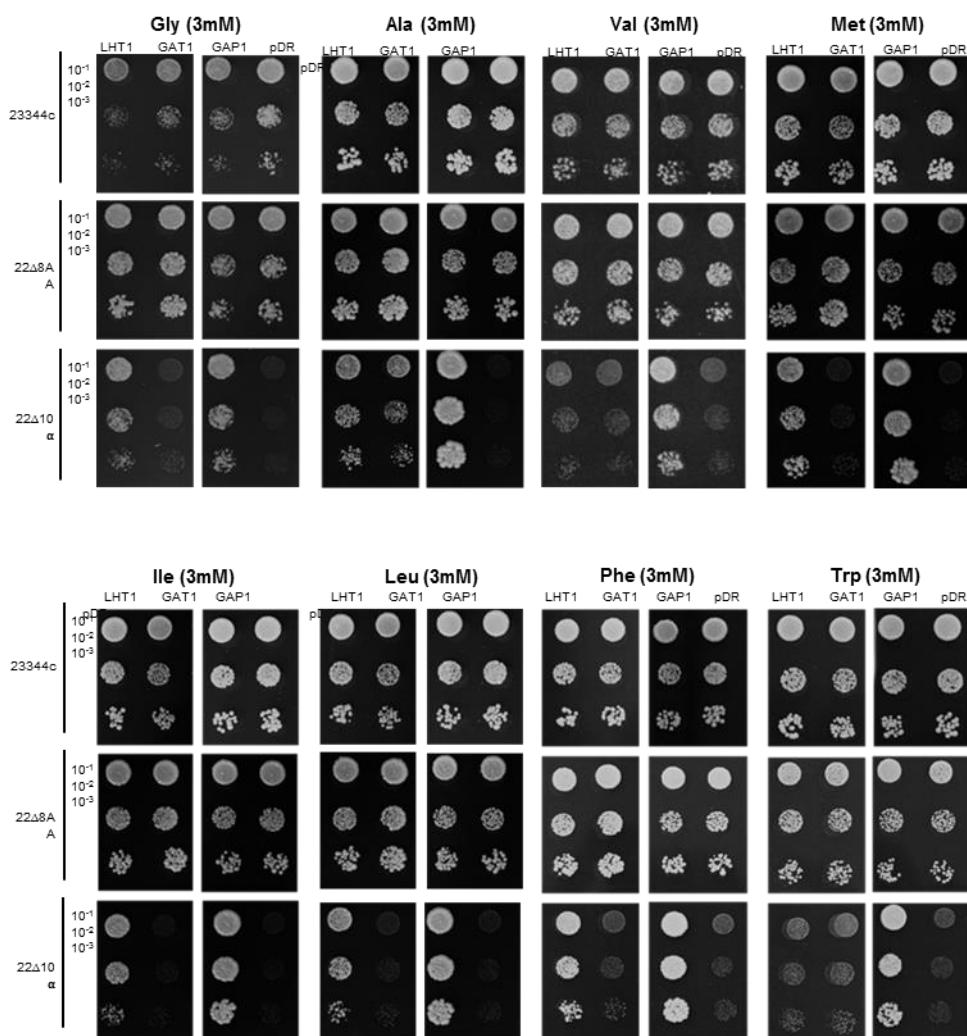 Gly (3mM) Ala (3mM) Val (3mM) Met (3mM)
LHT1 GAT1 GAP1 pDR LHT1 GAT1 GAP1 LHT1 GAT1 GAP1 pDR LHT1 GAT1 GAP1 pDR
10-1 pDR
10-2
10-3
23344c
10-1
10-2
10-3
22Δ8A
A
10-1
10-2
10-3
22Δ10
α
Ile (3mM) Leu (3mM) Phe (3mM) Trp (3mM)
LHT1 GAT1 GAP1 LHT1 GAT1 GAP1 LHT1 GAT1 GAP1 pDR LHT1 GAT1 GAP1 pDR
10-1
10-2
10-3
23344c
10-1
10-2
10-3
22Δ8A
A
10-1
10-2
10-3
22Δ10
α